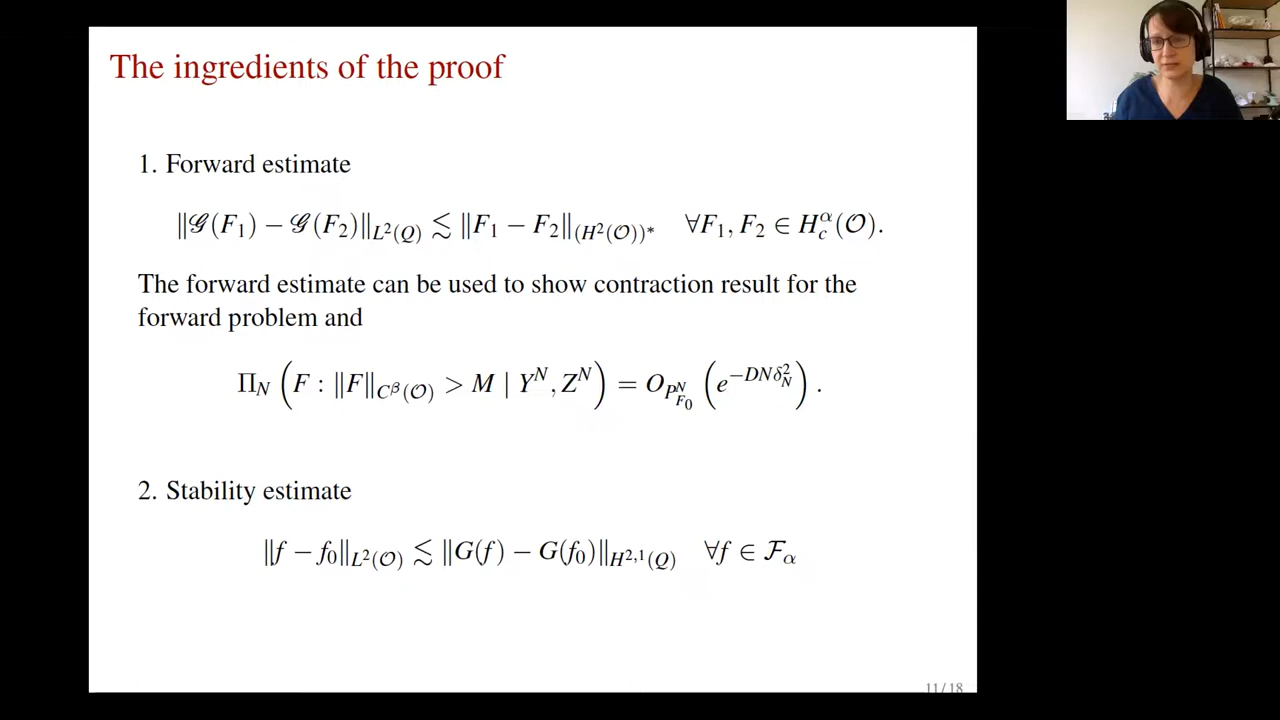 The ingredients of the proof
1. Forward estimate
‖𝒢(F₁) − 𝒢(F₂)‖_{L²(Q)} ≲ ‖F₁ − F₂‖_{(H²(𝒪))*} ∀F₁, F₂ ∈ H_c^α(𝒪).
The forward estimate can be used to show contraction result for the
forward problem and
Π_N (F : ‖F‖_{C^β(𝒪)} > M | Y^N, Z^N) = O_{P_{F₀}^N} (e^{−DNδ_N²}).
2. Stability estimate
‖f − f₀‖_{L²(𝒪)} ≲ ‖G(f) − G(f₀)‖_{H^{2,1}(Q)} ∀f ∈ ℱ_α
11/18